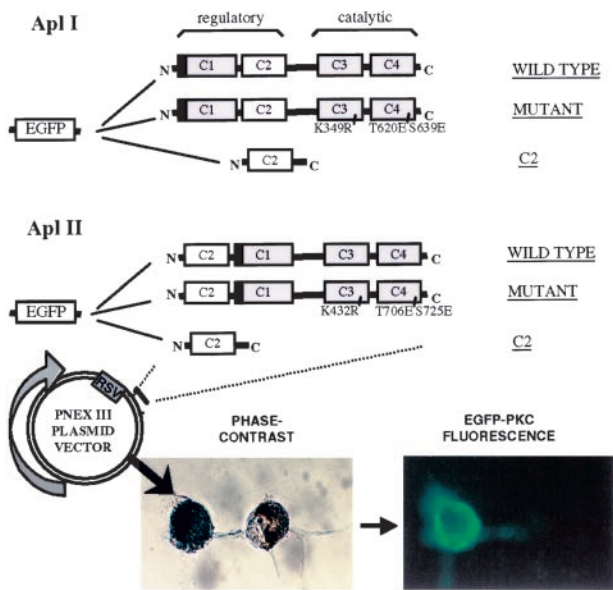 Apl I
regulatory catalytic
N C1 C2 C3 C4 C WILD TYPE
EGFP
N C1 C2 C3 C4 C MUTANT
K349R T620E S639E
N C2 C C2
Apl II
N C2 C1 C3 C4 C WILD TYPE
EGFP
N C2 C1 C3 C4 C MUTANT
K432R T706E S725E
N C2 C C2
RSV
PNEX III
PLASMID
VECTOR
PHASE-
CONTRAST
EGFP-PKC
FLUORESCENCE